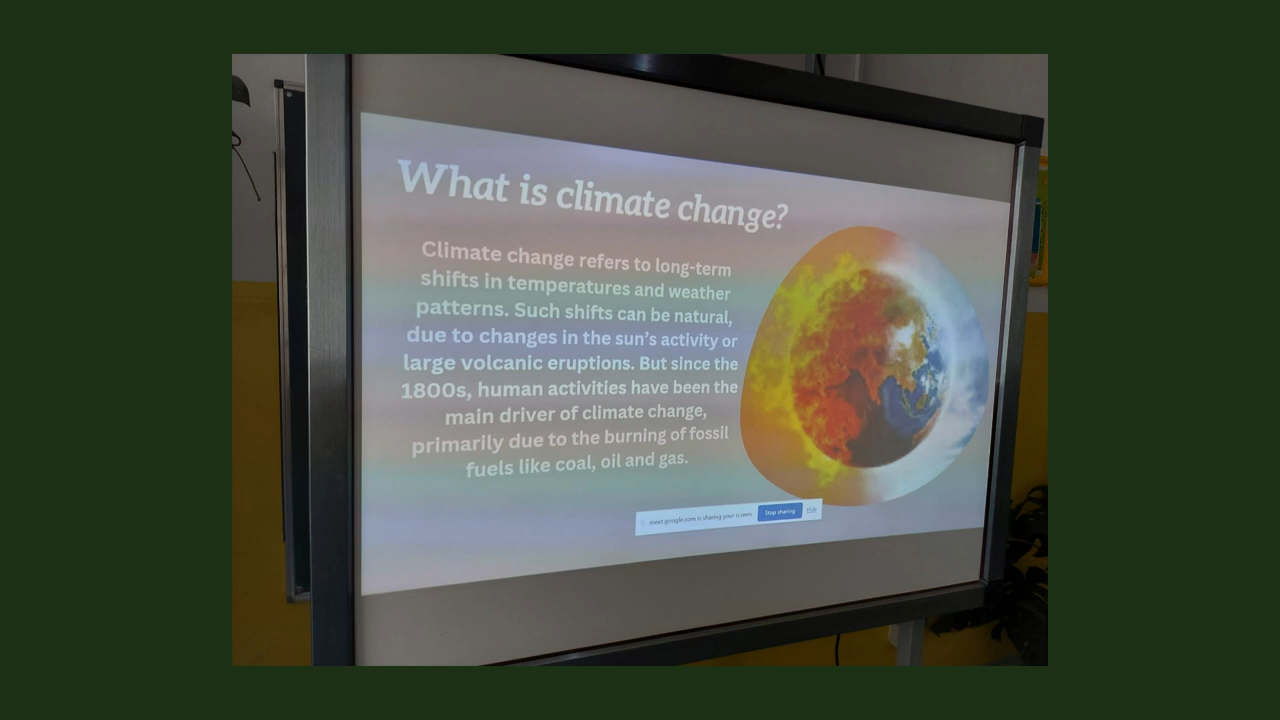 What is climate change?
Climate change refers to long-term
shifts in temperatures and weather
patterns. Such shifts can be natural,
due to changes in the sun's activity or
large volcanic eruptions. But since the
1800s, human activities have been the
main driver of climate change,
primarily due to the burning of fossil
fuels like coal, oil and gas.
meet.google.com is sharing your screen. Stop sharing Hide